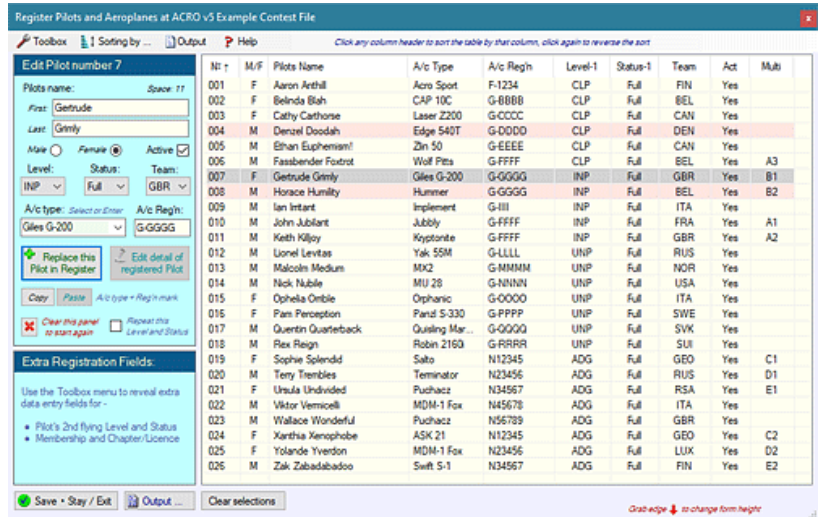 Register Pilots and Aeroplanes at ACRO v5 Example Contest File
Toolbox Sorting by ... Output Help Click any column header to sort the table by that column, click again to reverse the sort
Edit Pilot number 7
Pilots name: Space: 11
First: Gertrude
Last: Grimly
Male Female Active
Level: Status: Team:
INP Full GBR
A/c type: Select or Enter A/c Reg'n:
Giles G-200 G-GGGG
Replace this Pilot in Register
Edit detail of registered Pilot
Copy Paste A/c type + Reg'n mark
Clear this panel to start again
Repeat this Level and Status
Extra Registration Fields:
Use the Toolbox menu to reveal extra
data entry fields for -
• Pilot's 2nd flying Level and Status
• Membership and Chapter/Licence
Nº ↑ M/F Pilots Name A/c Type A/c Reg'n Level-1 Status-1 Team Act Multi
001 F Aaron Anthill Acro Sport F-1234 CLP Full FIN Yes
002 F Belinda Blah CAP 10C G-BBBB CLP Full BEL Yes
003 F Cathy Carthorse Laser Z200 G-CCCC CLP Full CAN Yes
004 M Denzel Doodah Edge 540T G-DDDD CLP Full DEN Yes
005 M Ethan Euphemism! Zlin 50 G-EEEE CLP Full CAN Yes
006 M Fassbender Foxtrot Wolf Pitts G-FFFF CLP Full BEL Yes A3
007 F Gertrude Grimly Giles G-200 G-GGGG INP Full GBR Yes B1
008 M Horace Humility Hummer G-GGGG INP Full BEL Yes B2
009 M Ian Irritant Implement G-IIII INP Full ITA Yes
010 M John Jubilant Jubbly G-FFFF INP Full FRA Yes A1
011 M Keith Killjoy Kryptonite G-FFFF INP Full GBR Yes A2
012 M Lionel Levitas Yak 55M G-LLLL UNP Full RUS Yes
013 M Malcolm Medium MX2 G-MMMM UNP Full NOR Yes
014 M Nick Nubile MU 28 G-NNNN UNP Full USA Yes
015 F Ophelia Omble Orphanic G-OOOO UNP Full ITA Yes
016 F Pam Perception Panzl S-330 G-PPPP UNP Full SWE Yes
017 M Quentin Quarterback Quisling Mar... G-QQQQ UNP Full SVK Yes
018 M Rex Reign Robin 2160i G-RRRR UNP Full SUI Yes
019 F Sophie Splendid Salto N12345 ADG Full GEO Yes C1
020 M Terry Trembles Terminator N23456 ADG Full RUS Yes D1
021 F Ursula Undivided Puchacz N34567 ADG Full RSA Yes E1
022 M Viktor Vermicelli MDM-1 Fox N45678 ADG Full ITA Yes
023 M Wallace Wonderful Puchacz N56789 ADG Full GBR Yes
024 F Xanthia Xenophobe ASK 21 N12345 ADG Full GEO Yes C2
025 F Yolande Yverdon MDM-1 Fox N23456 ADG Full LUX Yes D2
026 M Zak Zabadabadoo Swift S-1 N34567 ADG Full FIN Yes E2
Save + Stay / Exit Output ... Clear selections
Grab edge to change form height